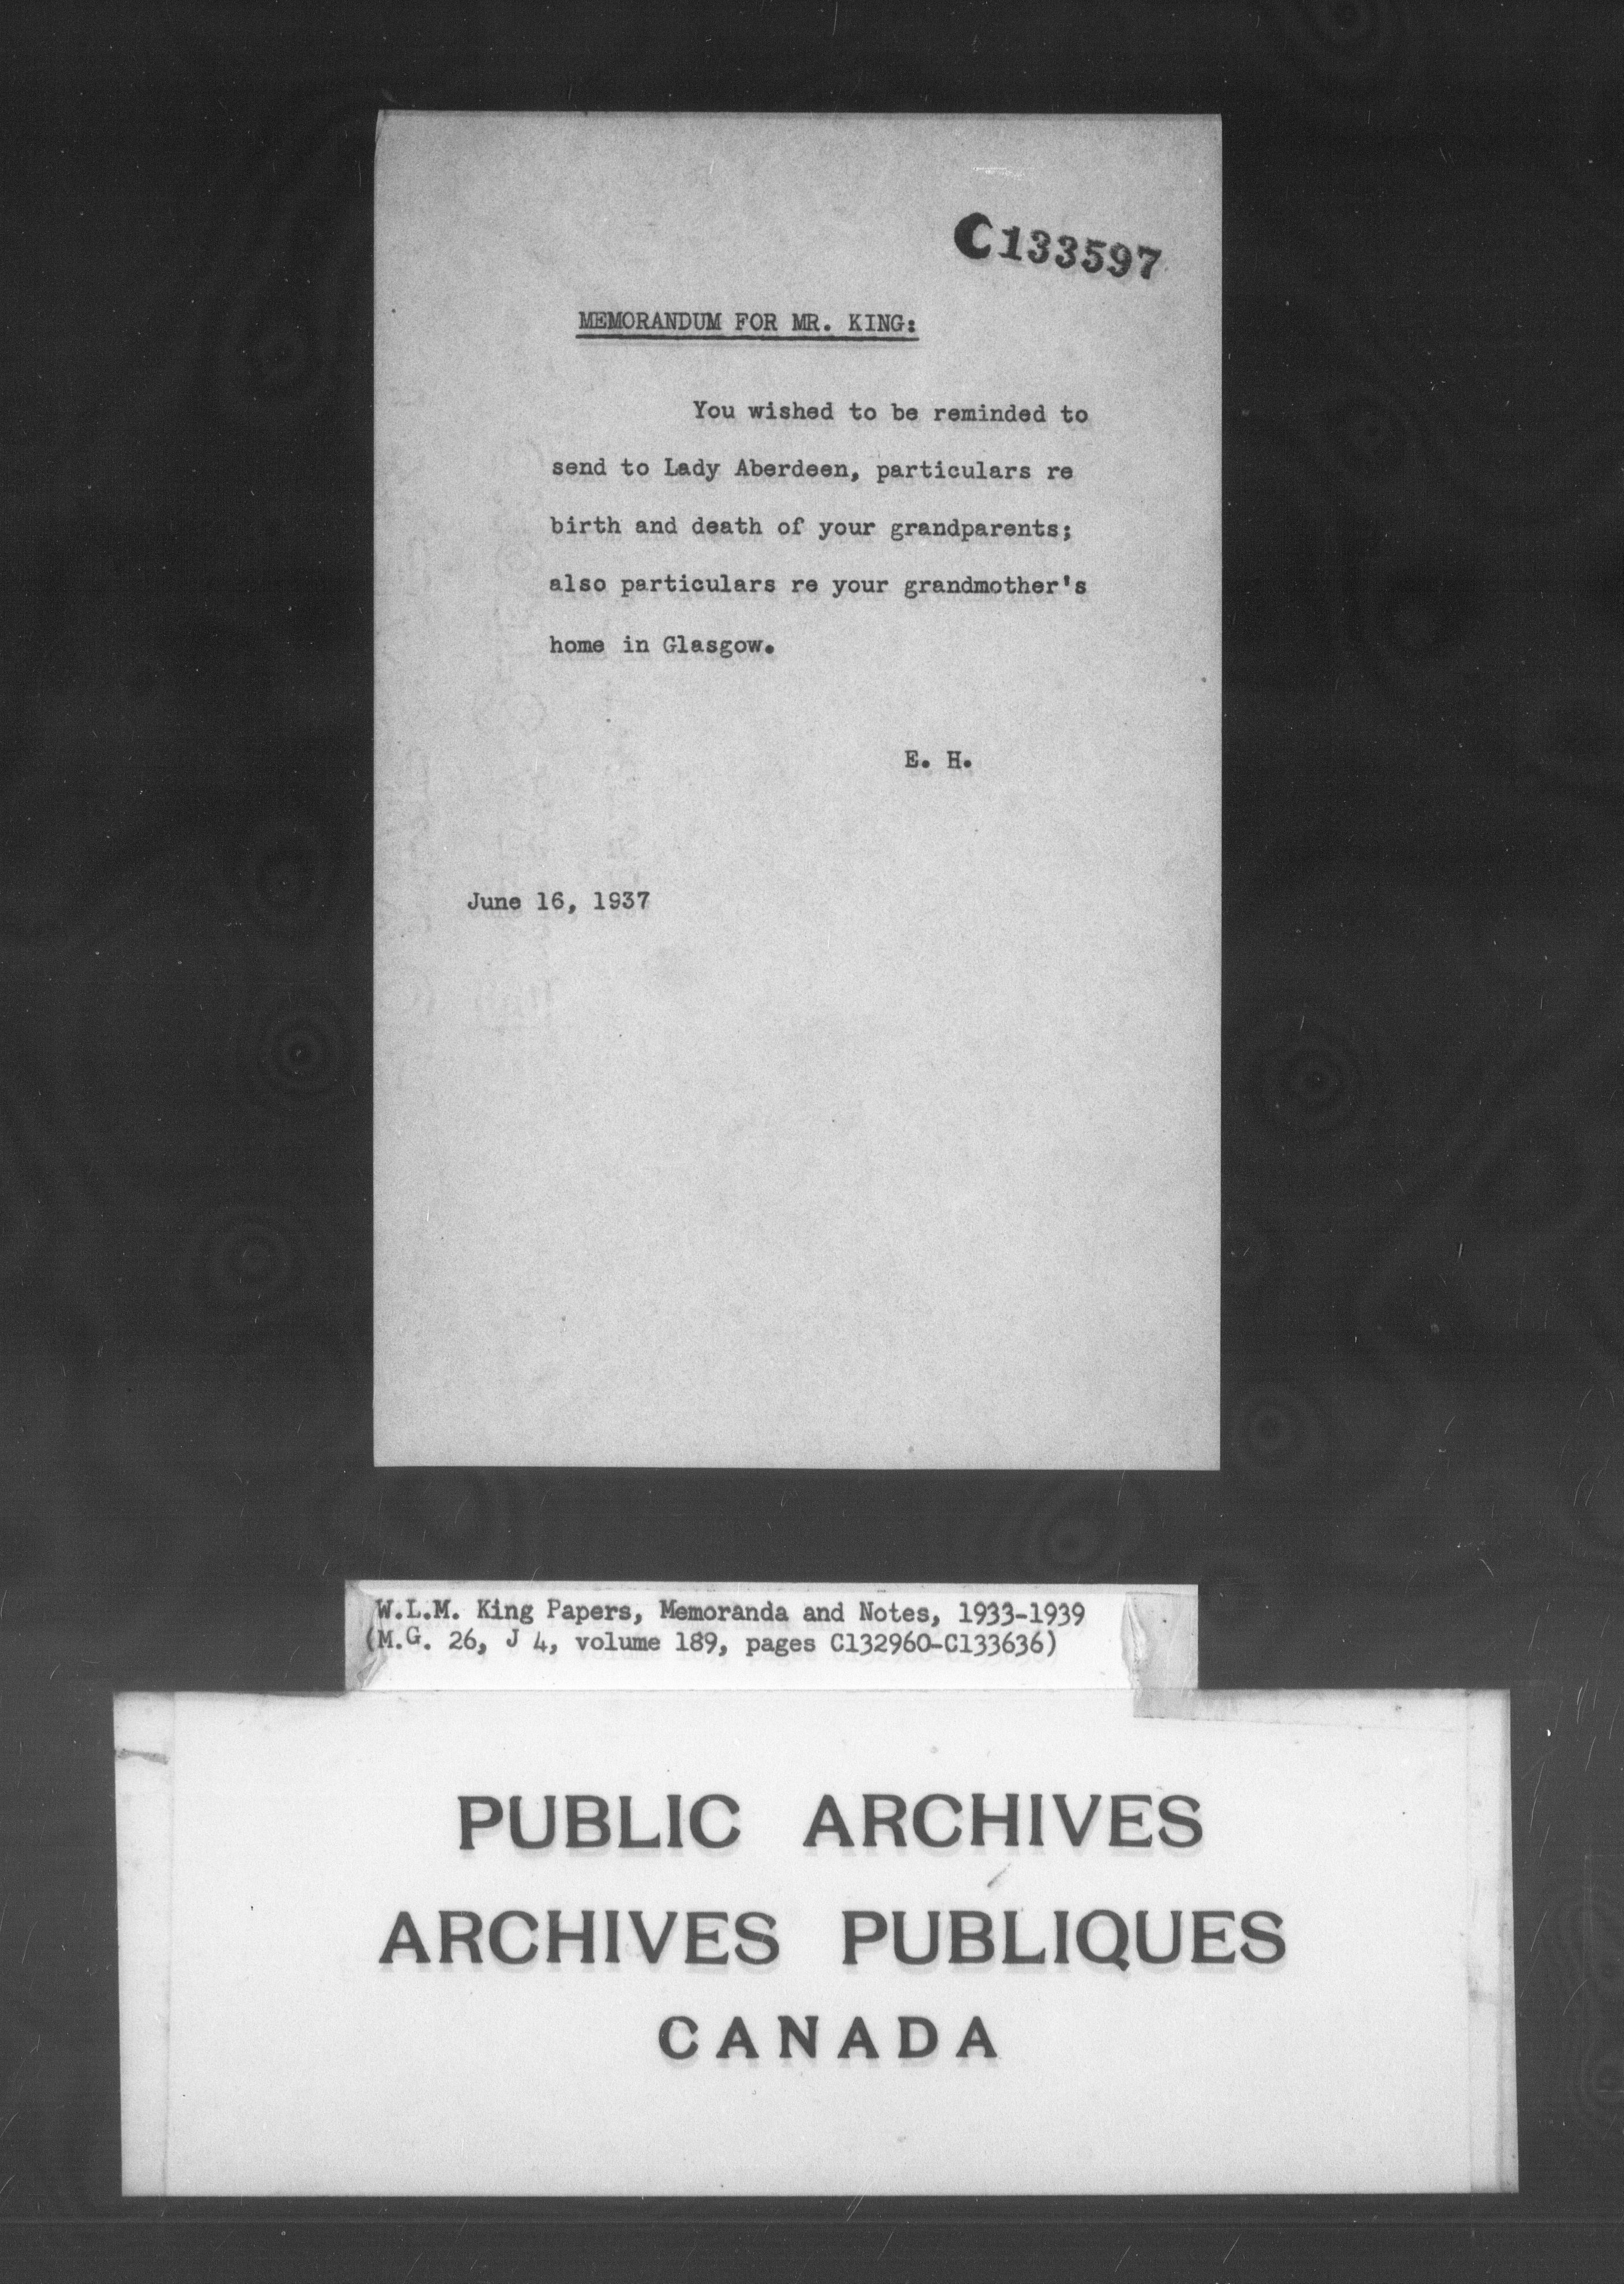 C133597
MEMORANDUM FOR MR. KING:
You wished to be reminded to
send to Lady Aberdeen, particulars re
birth and death of your grandparents;
also particulars re your grandmother's
home in Glasgow.
E. H.
June 16, 1937
W.L.M. King Papers, Memoranda and Notes, 1933-1939
(M.G. 26, J 4, volume 189, pages C132960-C133636)
PUBLIC ARCHIVES
ARCHIVES PUBLIQUES
CANADA